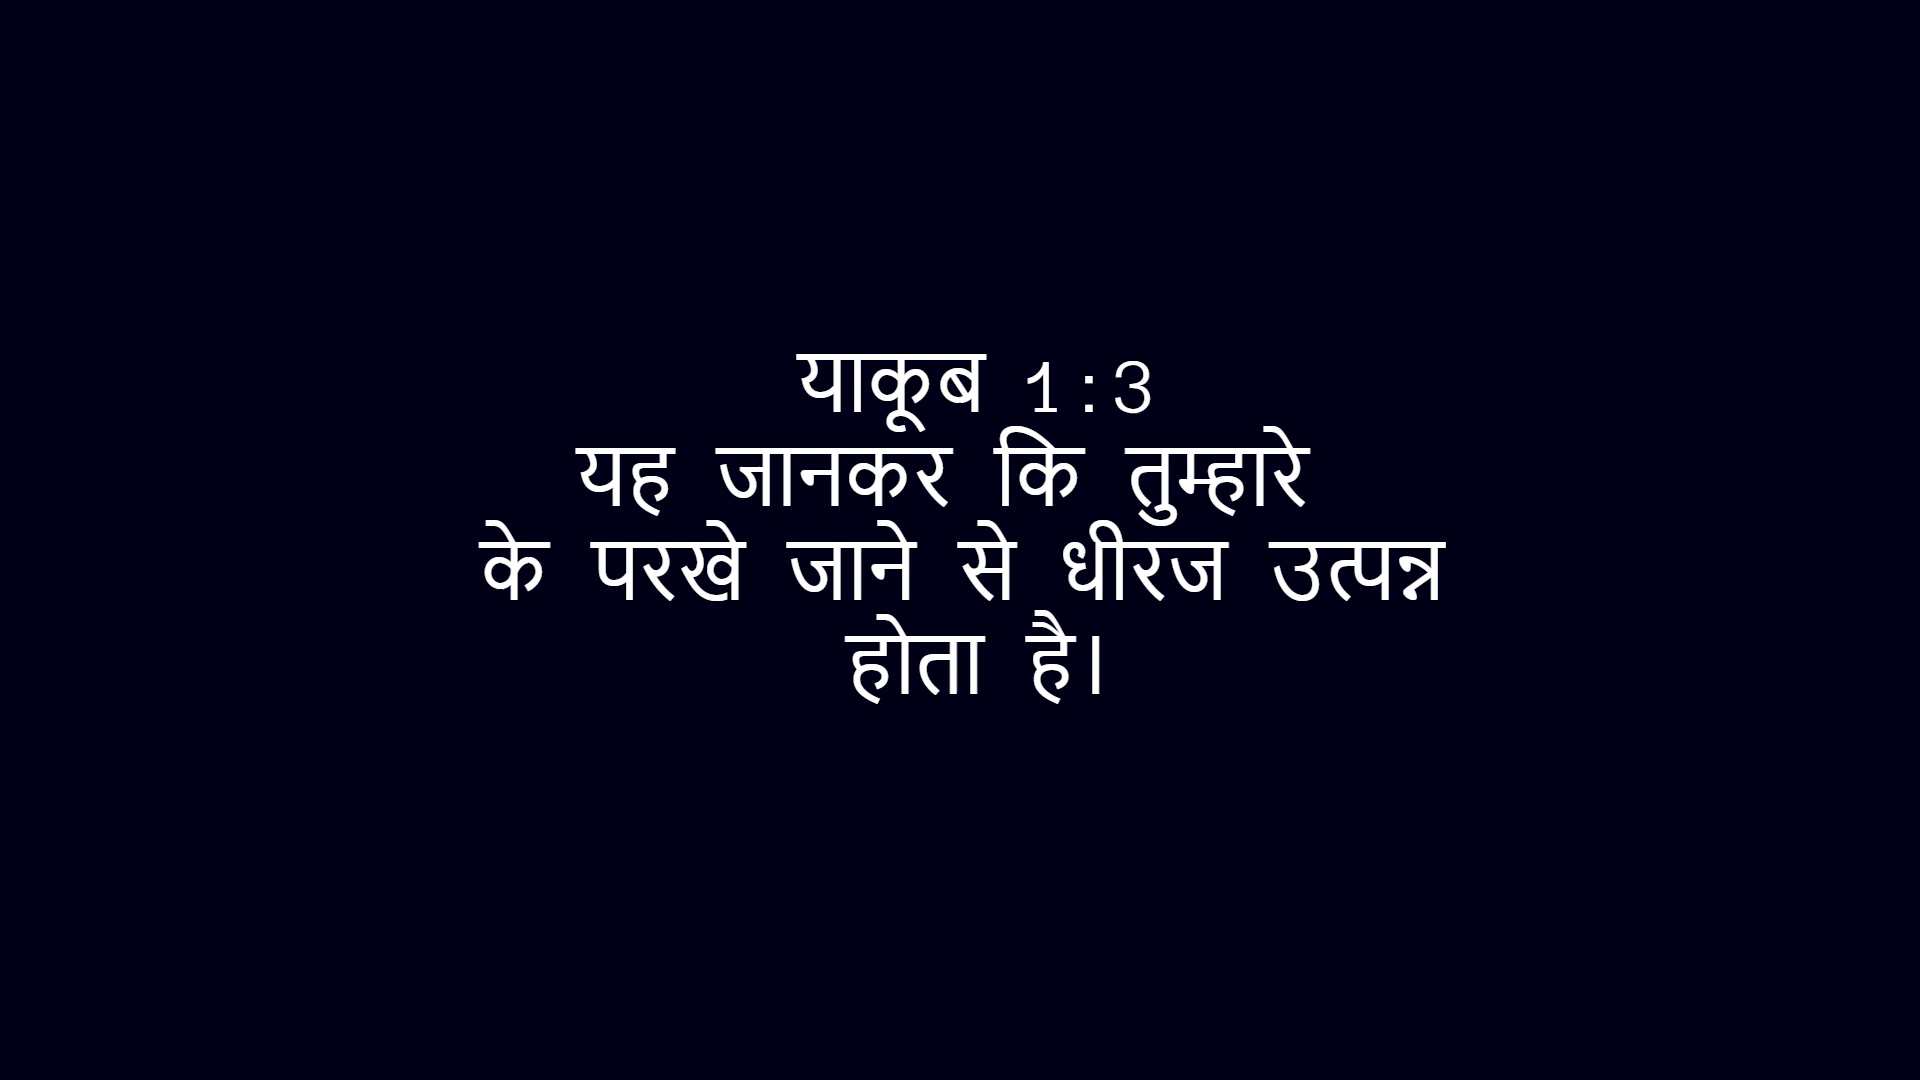 याकूब 1:3
यह जानकर कि तुम्हारे
के परखे जाने से धीरज उत्पन्न
होता है।